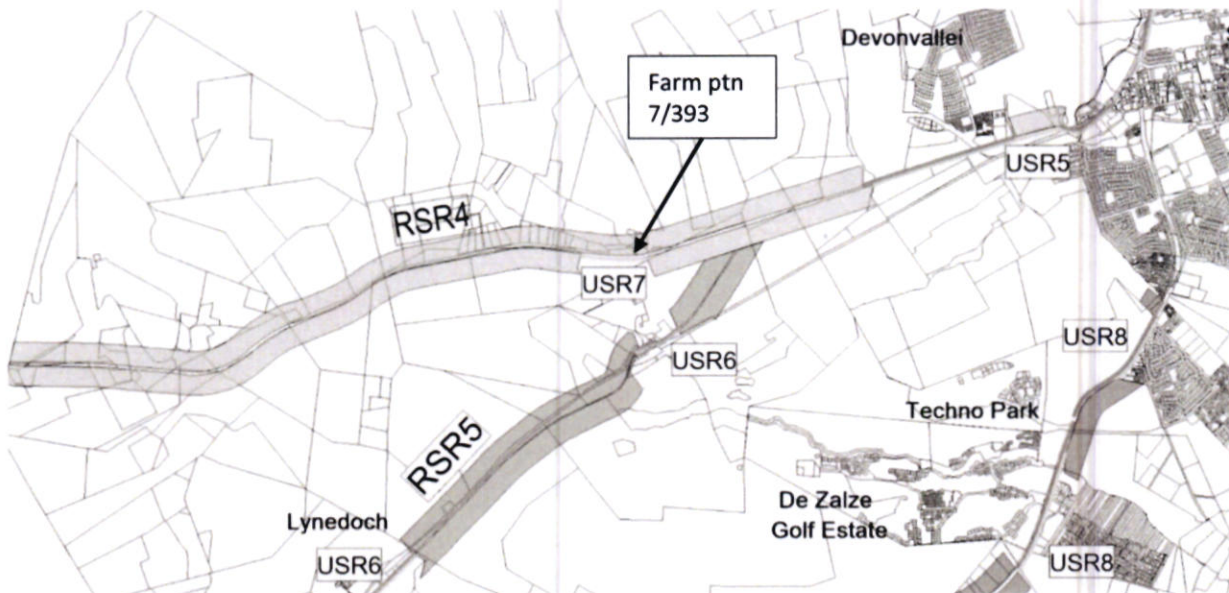 Devonvallei
Farm ptn
7/393
USR5
RSR4
USR7
USR8
USR6
Techno Park
RSR5
De Zalze
Golf Estate
Lynedoch
USR6
USR8